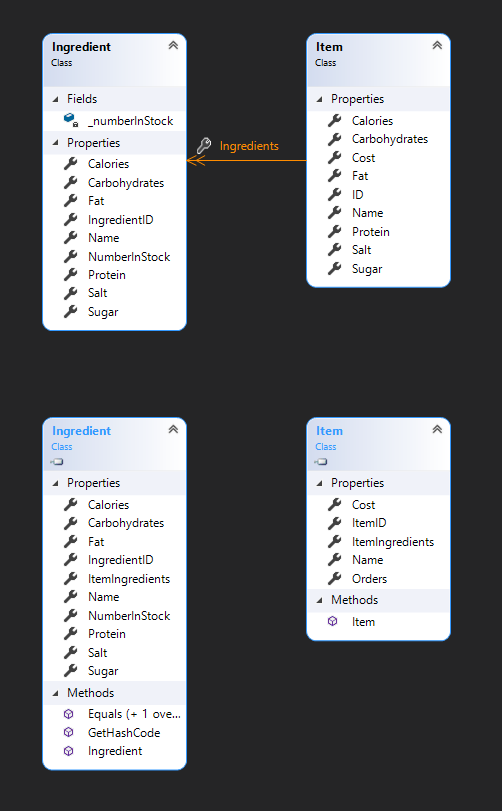 Ingredient
Class
Fields
_numberInStock
Properties
Calories
Carbohydrates
Fat
IngredientID
Name
NumberInStock
Protein
Salt
Sugar
Ingredients
Item
Class
Properties
Calories
Carbohydrates
Cost
Fat
ID
Name
Protein
Salt
Sugar
Ingredient
Class
Properties
Calories
Carbohydrates
Fat
IngredientID
ItemIngredients
Name
NumberInStock
Protein
Salt
Sugar
Methods
Equals (+ 1 ove...
GetHashCode
Ingredient
Item
Class
Properties
Cost
ItemID
ItemIngredients
Name
Orders
Methods
Item